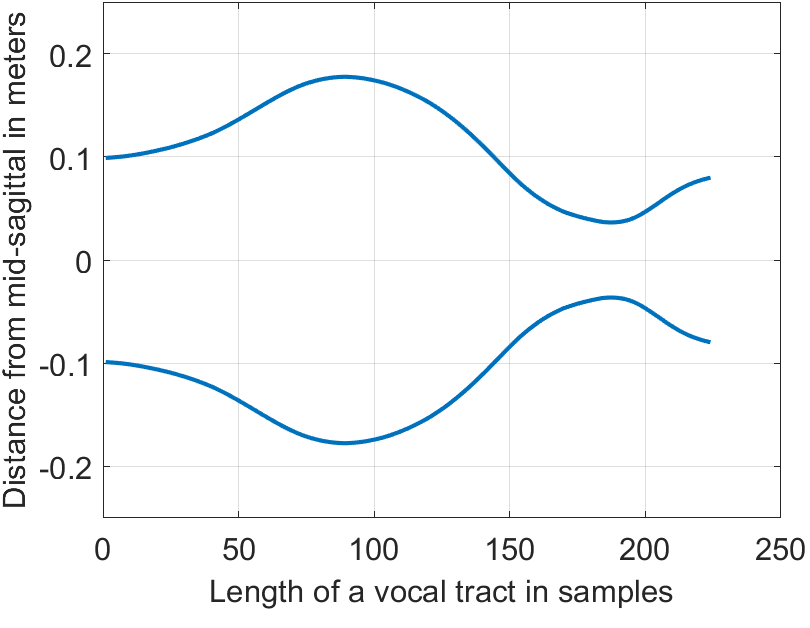 Distance from mid-sagittal in meters
0.2
0.1
0
-0.1
-0.2
0 50 100 150 200 250
Length of a vocal tract in samples